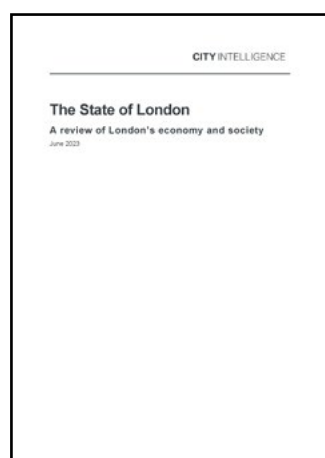 CITY INTELLIGENCE
The State of London
A review of London's economy and society
June 2023